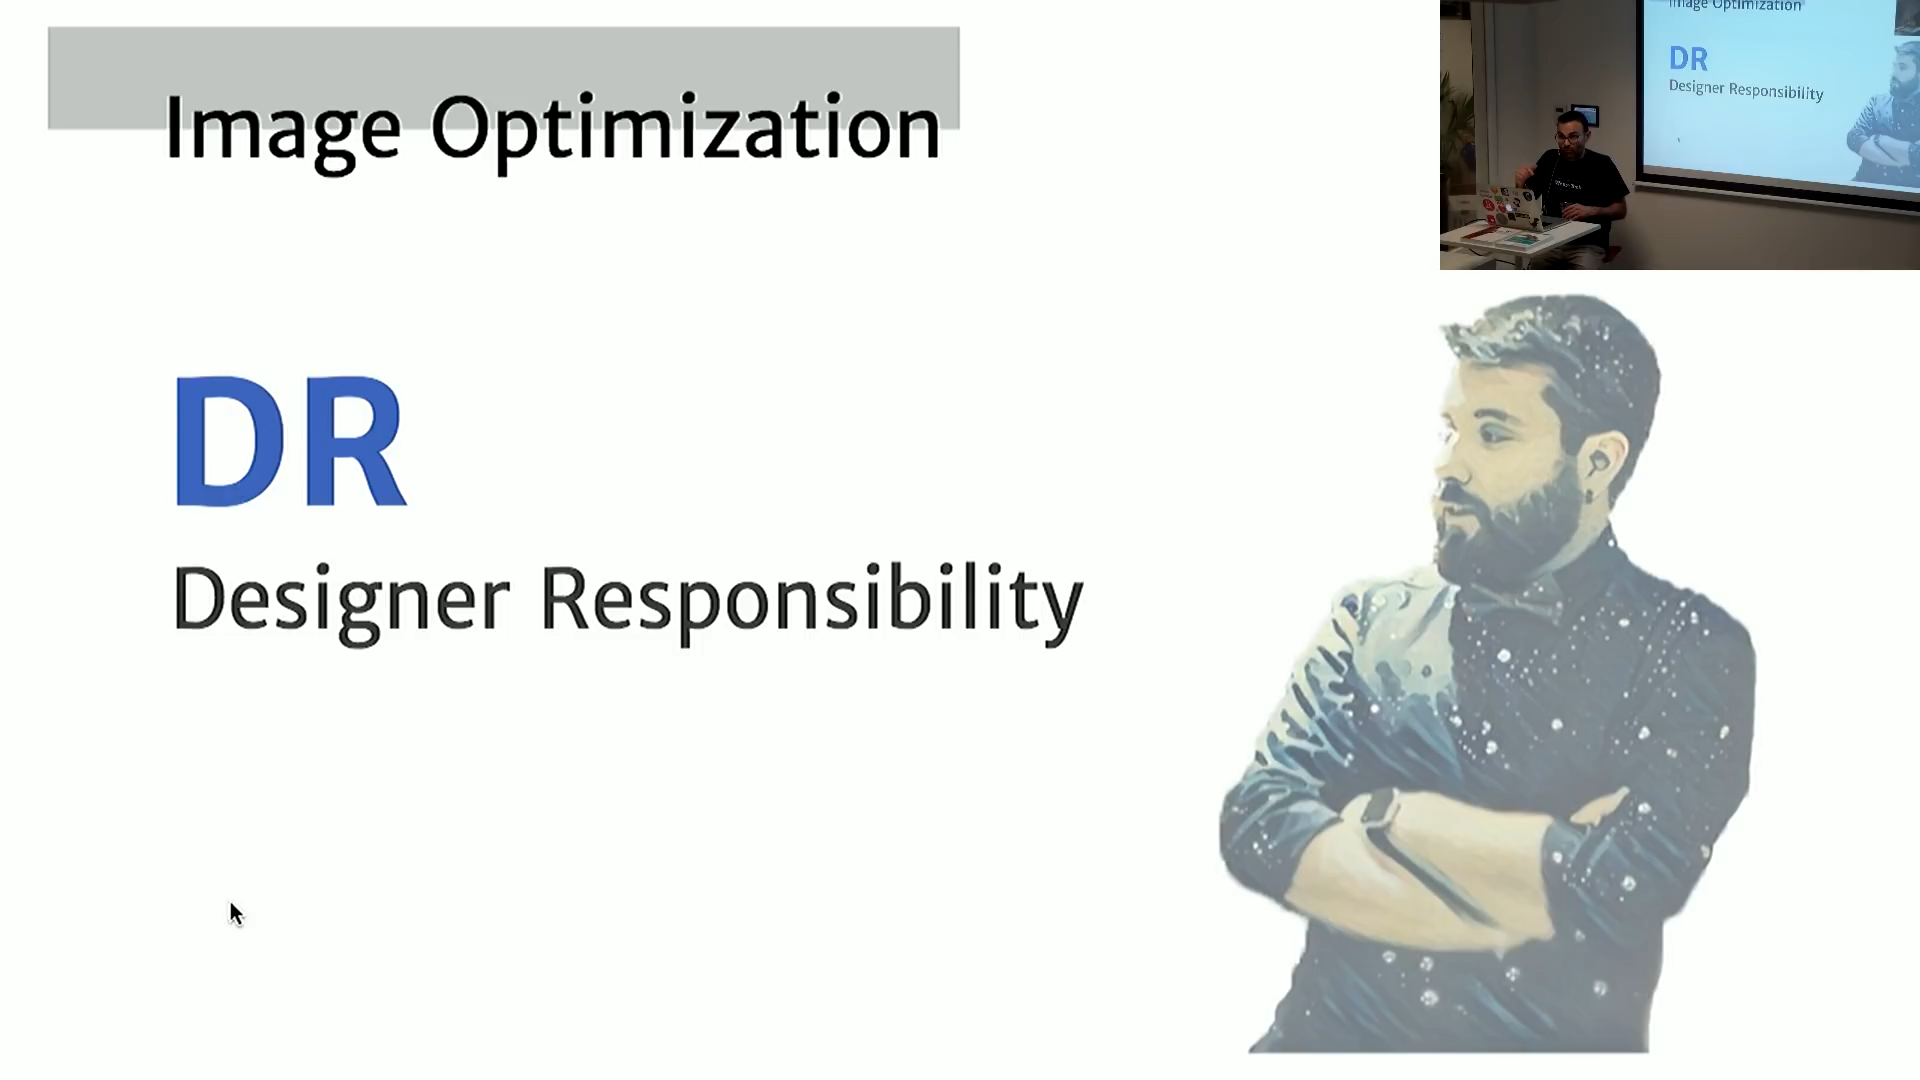 Image Optimization
DR
Designer Responsibility
Image Optimization
DR
Designer Responsibility